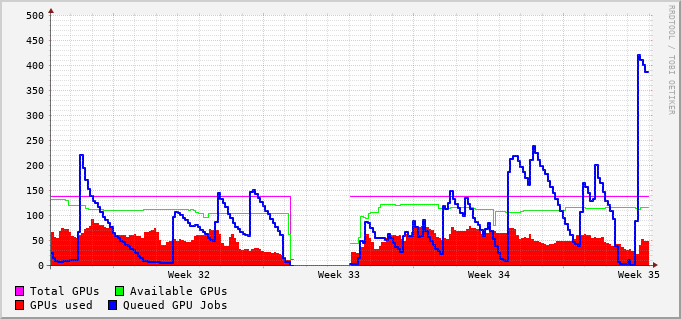 500
450
400
350
300
250
200
150
100
50
0
Week 32 Week 33 Week 34 Week 35
Total GPUs Available GPUs
GPUs used Queued GPU Jobs
RRDTOOL / TOBI OETIKER